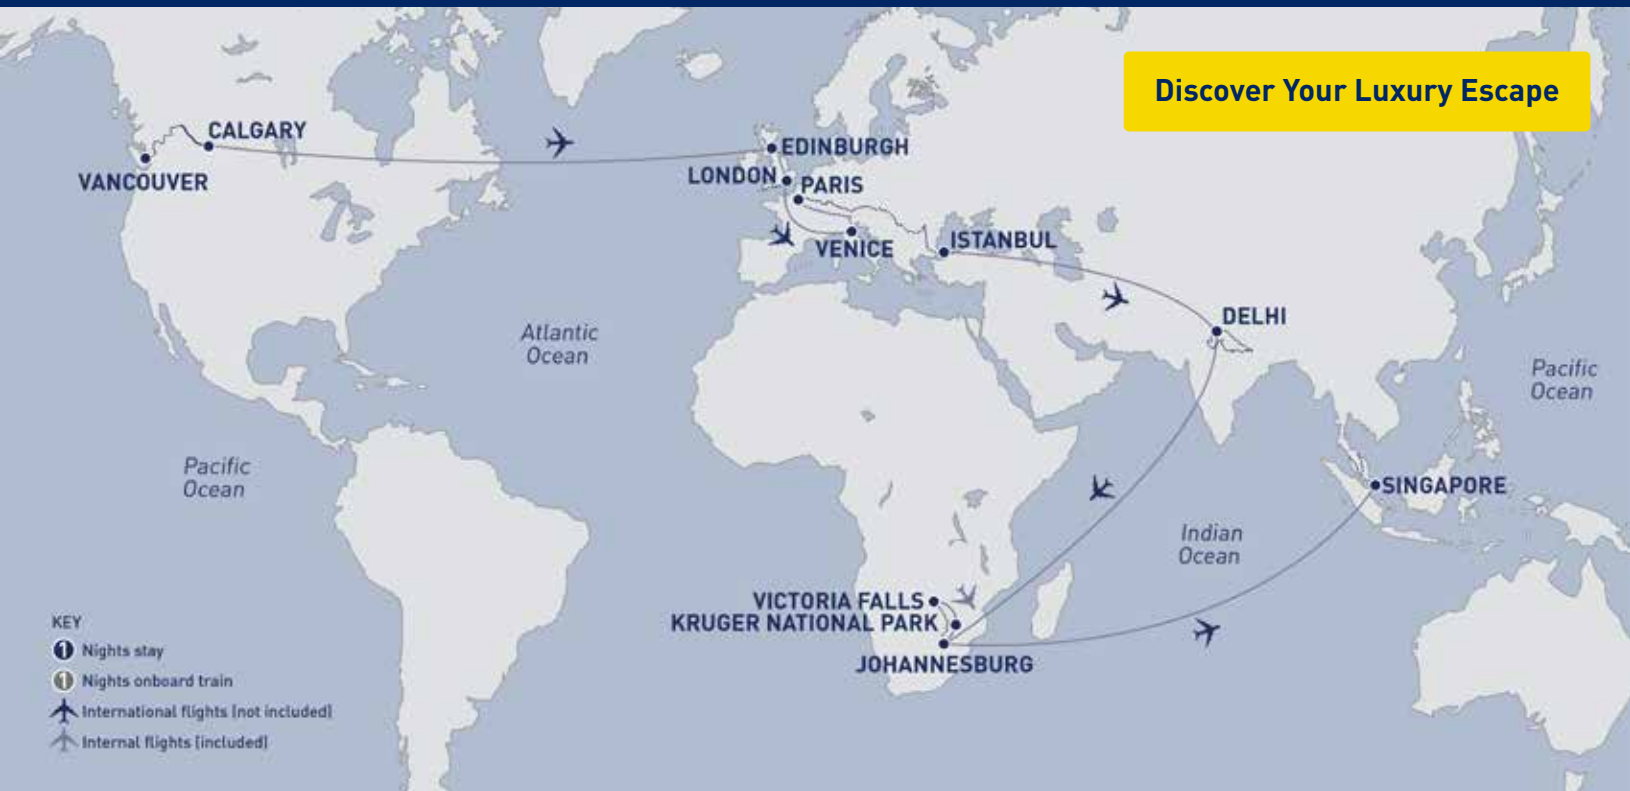 Discover Your Luxury Escape
CALGARY
VANCOUVER
EDINBURGH
LONDON
PARIS
VENICE
ISTANBUL
DELHI
Atlantic
Ocean
Pacific
Ocean
Pacific
Ocean
SINGAPORE
Indian
Ocean
VICTORIA FALLS
KRUGER NATIONAL PARK
JOHANNESBURG
KEY
1 Nights stay
1 Nights onboard train
International flights (not included)
Internal flights (included)